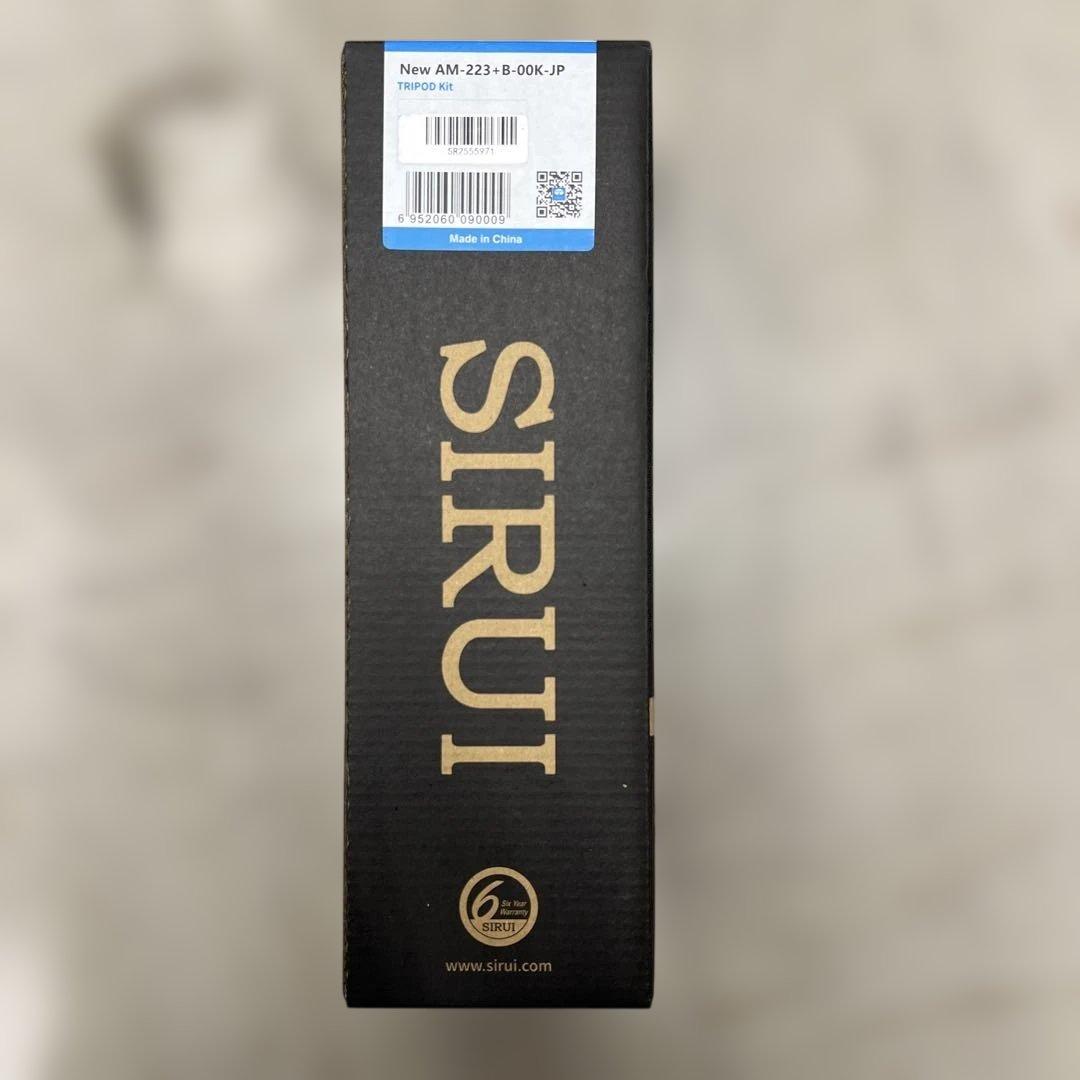 New AM-223+B-00K-JP
TRIPOD Kit
SR2555971
6 952060 090009
Made in China
SIRUI
6 Six Year
Warranty
SIRUI
www.sirui.com